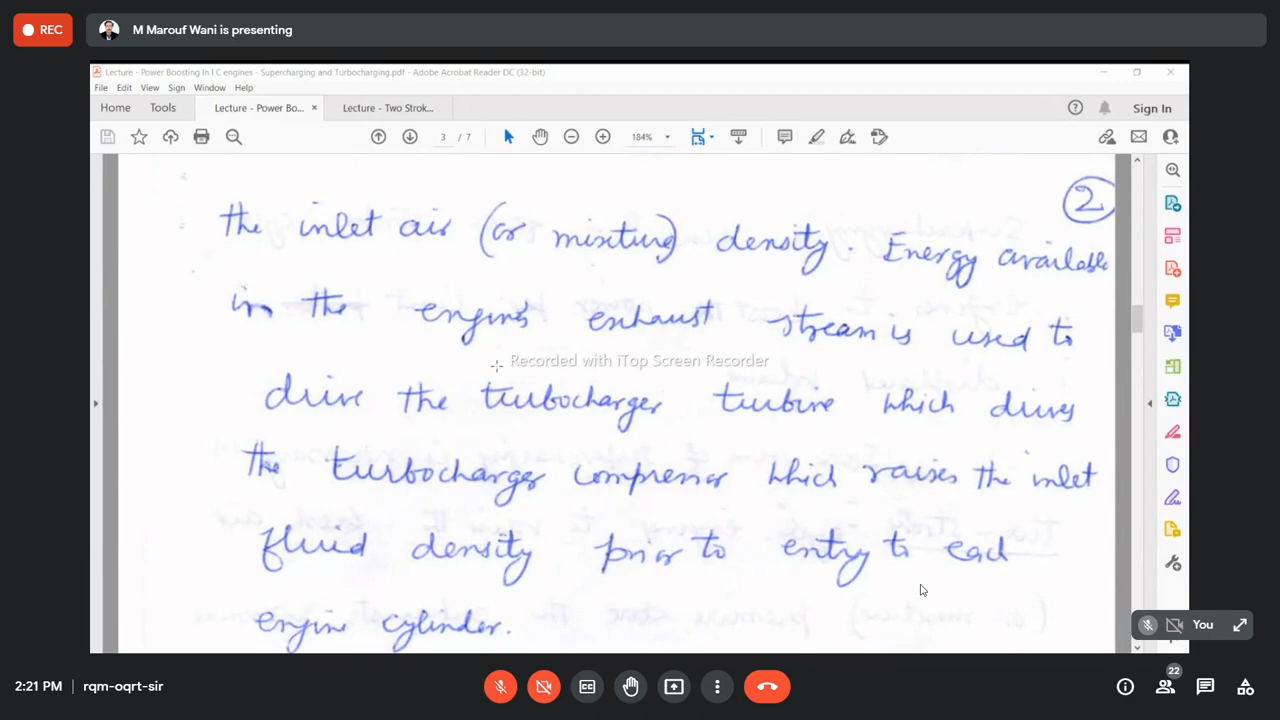 REC
M Marouf Wani is presenting
Lecture - Power Boosting In I C engines - Supercharging and Turbocharging.pdf - Adobe Acrobat Reader DC (32-bit)
File Edit View Sign Window Help
Home Tools Lecture - Power Bo... × Lecture - Two Strok... Sign In
3 / 7 184%
2
the inlet air (or mixture) density. Energy available
in the engine's exhaust stream is used to
Recorded with iTop Screen Recorder
drive the turbocharger turbine which drives
the turbocharger compressor which raises the inlet
fluid density prior to entry to each
engine cylinder.
You
2:21 PM | rqm-oqrt-sir
22